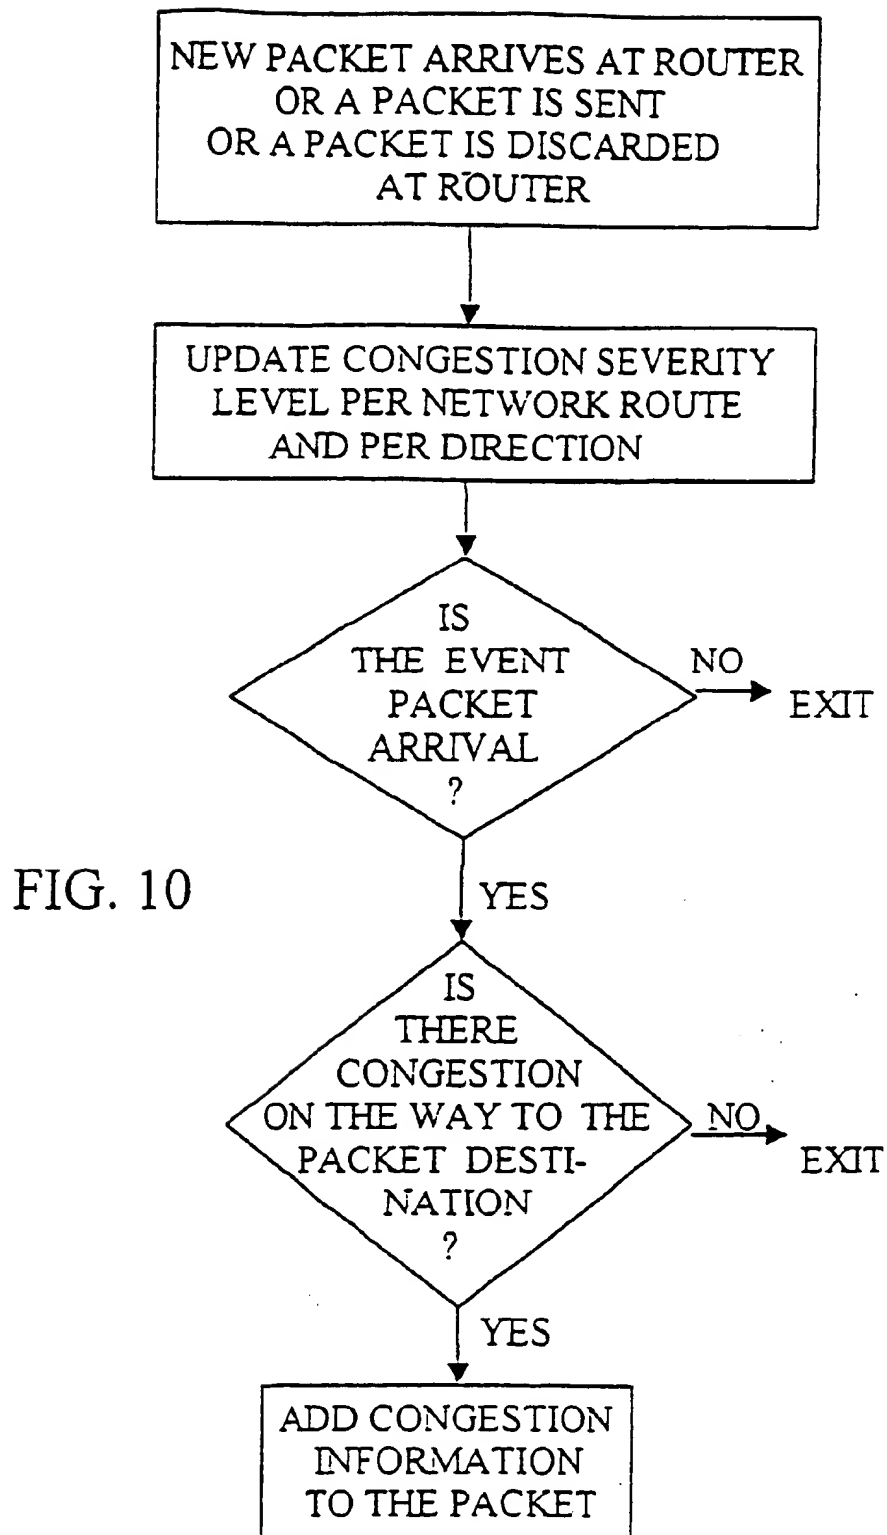 NEW PACKET ARRIVES AT ROUTER
OR A PACKET IS SENT
OR A PACKET IS DISCARDED
AT ROUTER
UPDATE CONGESTION SEVERITY
LEVEL PER NETWORK ROUTE
AND PER DIRECTION
IS
THE EVENT
PACKET
ARRIVAL
?
NO
EXIT
YES
FIG. 10
IS
THERE
CONGESTION
ON THE WAY TO THE
PACKET DESTI-
NATION
?
NO
EXIT
YES
ADD CONGESTION
INFORMATION
TO THE PACKET